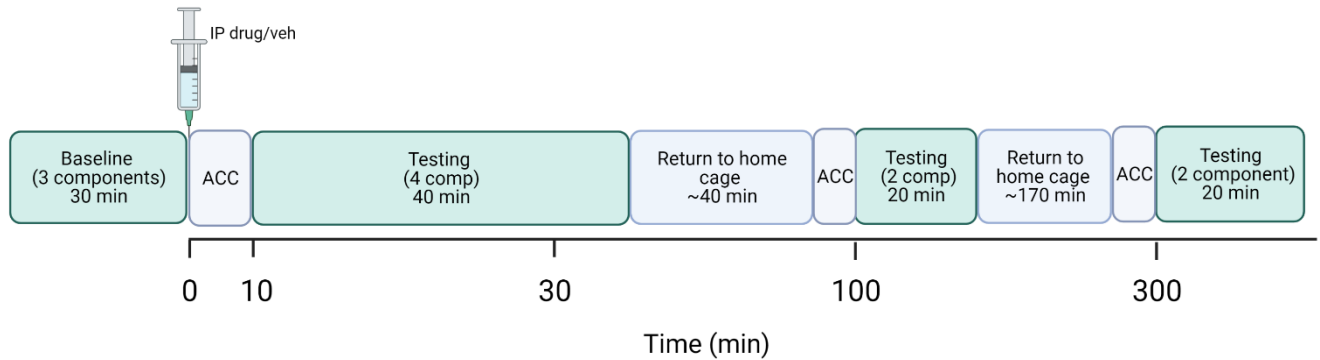 IP drug/veh
Baseline
(3 components)
30 min
ACC
Testing
(4 comp)
40 min
Return to home
cage
~40 min
ACC
Testing
(2 comp)
20 min
Return to
home cage
~170 min
ACC
Testing
(2 component)
20 min
0
10
30
100
300
Time (min)